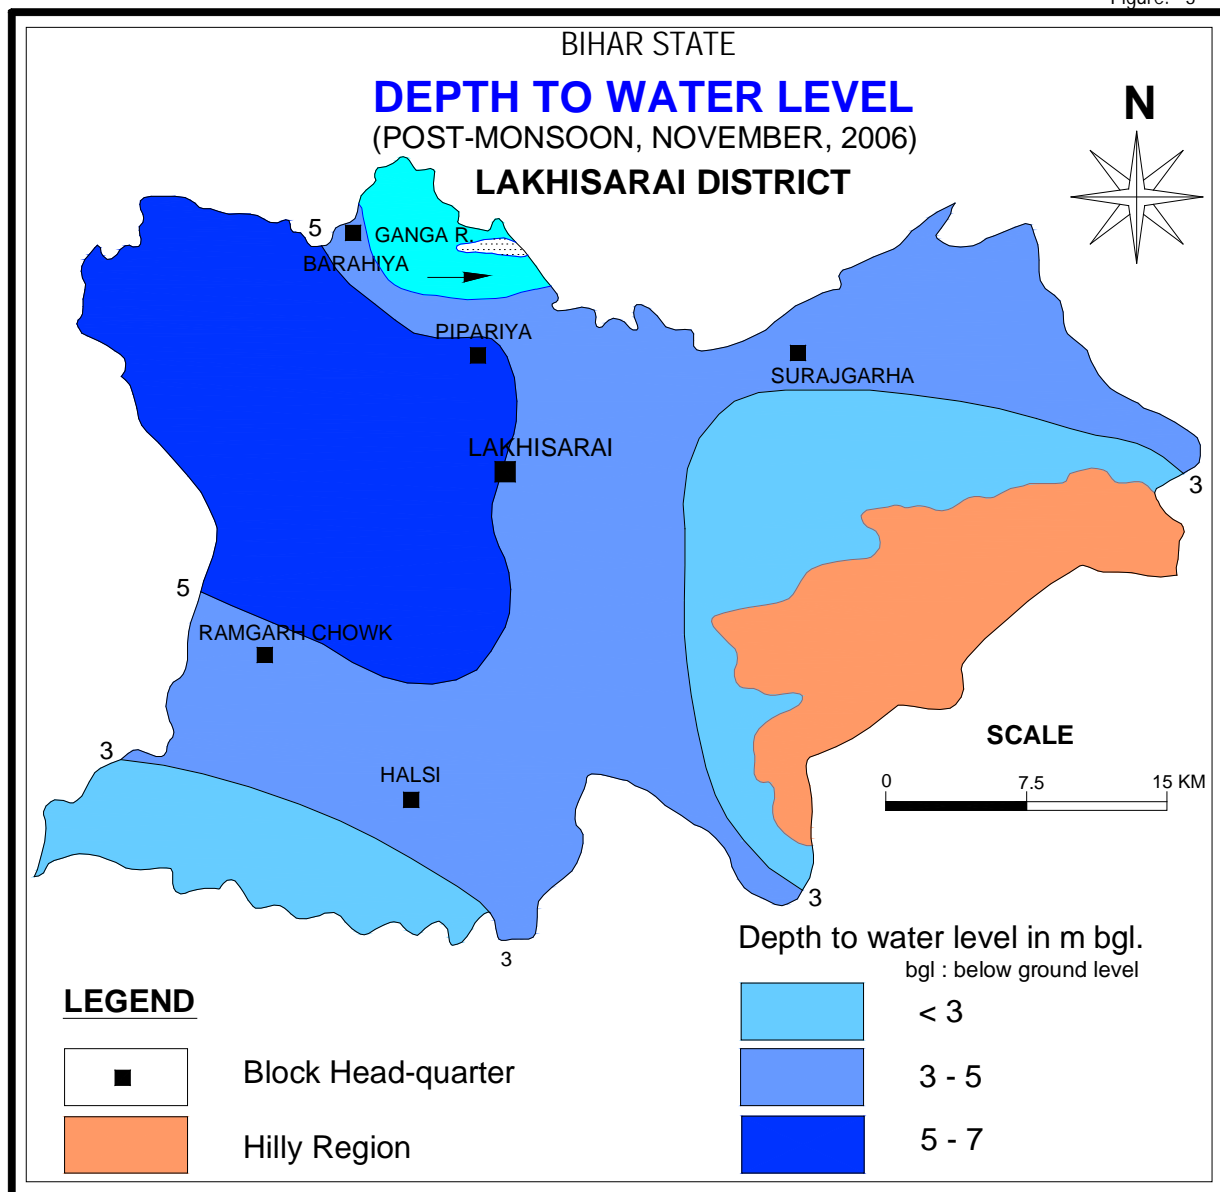 Figure. 3
BIHAR STATE
DEPTH TO WATER LEVEL
(POST-MONSOON, NOVEMBER, 2006)
LAKHISARAI DISTRICT
N
5
GANGA R.
BARAHIYA
PIPARIYA
SURAJGARHA
LAKHISARAI
3
5
RAMGARH CHOWK
SCALE
3
HALSI
0 7.5 15 KM
3
3
Depth to water level in m bgl.
bgl : below ground level
LEGEND
< 3
Block Head-quarter
3 - 5
Hilly Region
5 - 7